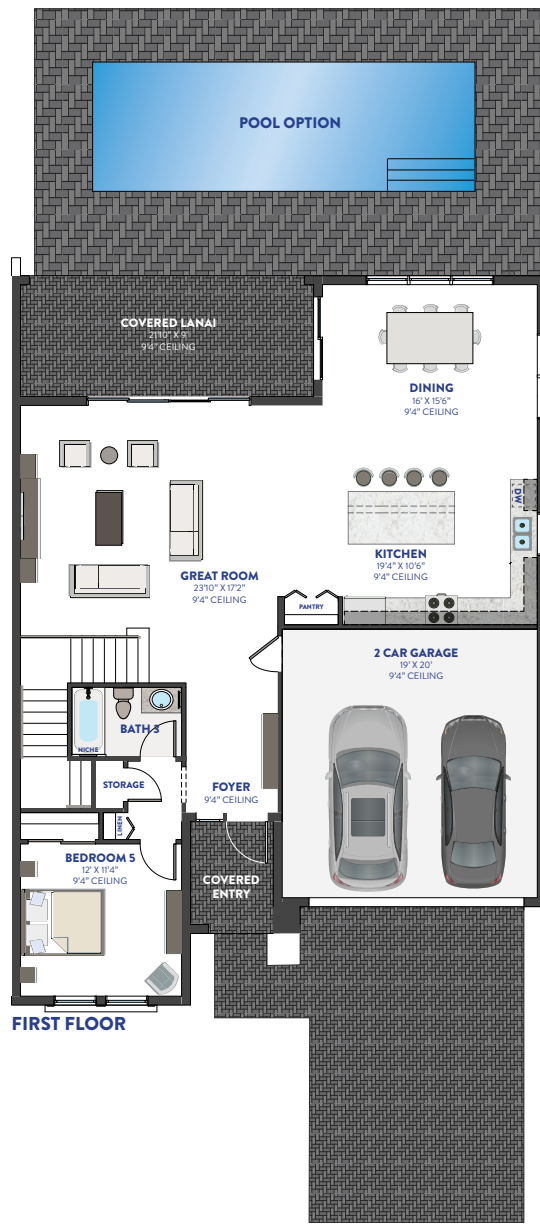 POOL OPTION
COVERED LANAI
21'10" X 9'
9'4" CEILING
DINING
16' X 15'6"
9'4" CEILING
DW
KITCHEN
19'4" X 10'6"
9'4" CEILING
GREAT ROOM
23'10" X 17'2"
9'4" CEILING
PANTRY
2 CAR GARAGE
19' X 20'
9'4" CEILING
BATH 3
NICHE
STORAGE
FOYER
9'4" CEILING
LINEN
BEDROOM 5
12' X 11'4"
9'4" CEILING
COVERED
ENTRY
FIRST FLOOR